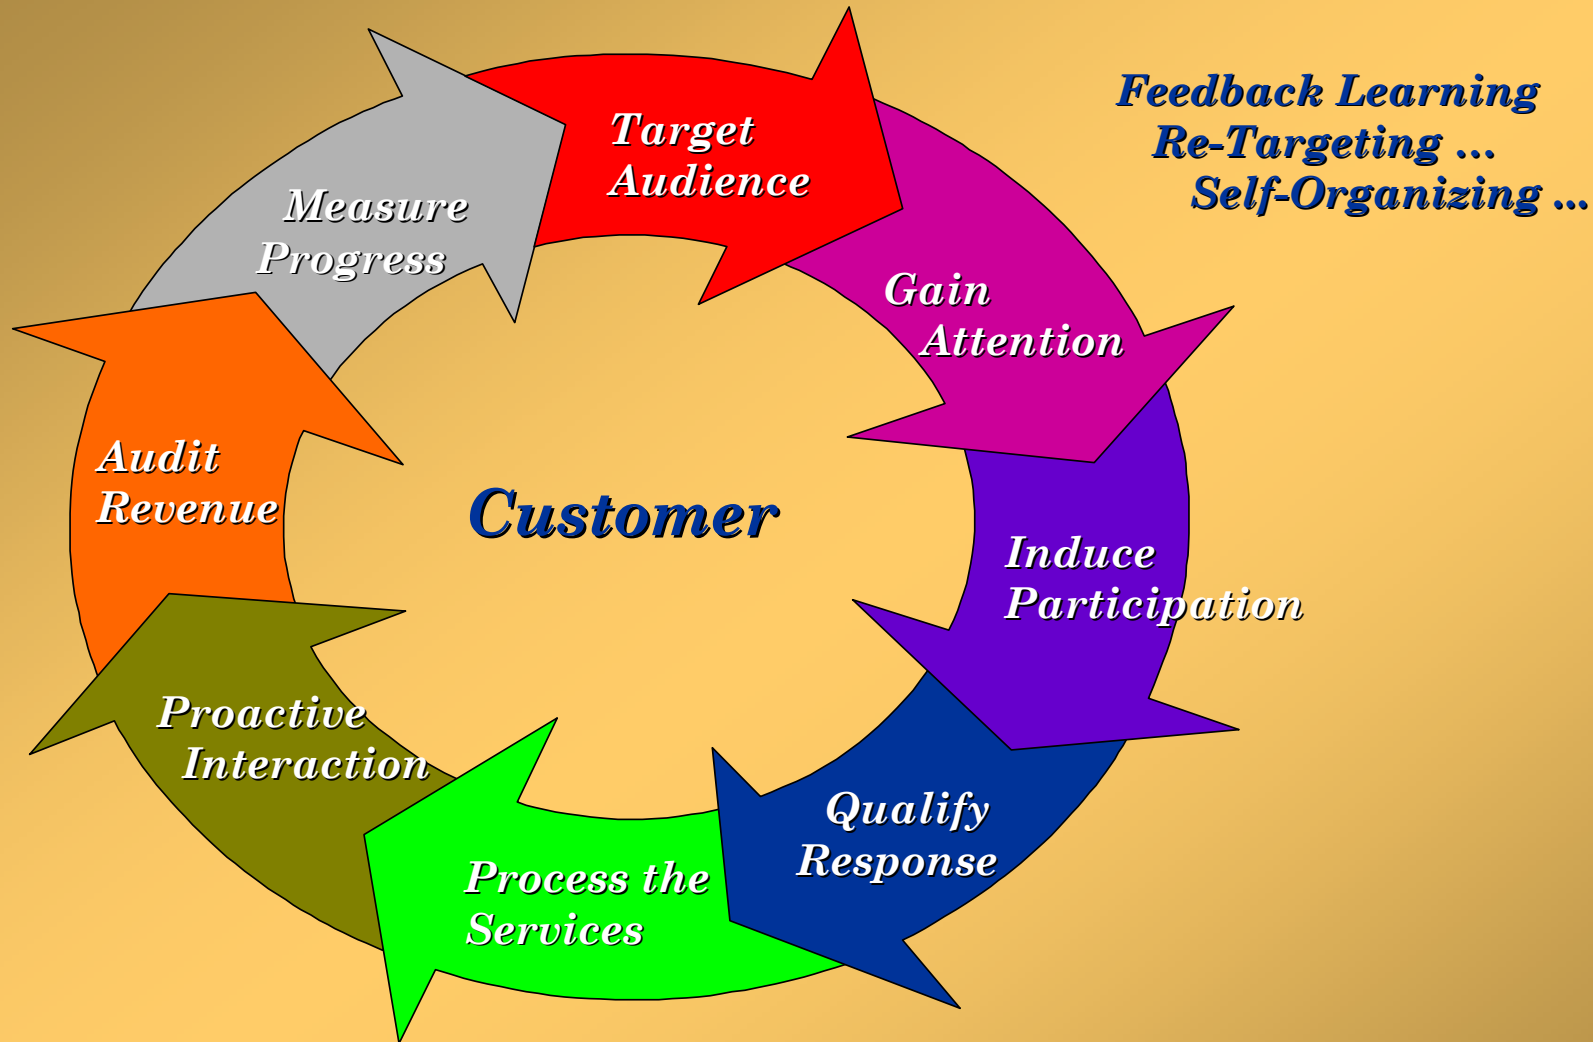 Feedback Learning
Re-Targeting ...
Self-Organizing ...
Target
Audience
Gain
Attention
Induce
Participation
Qualify
Response
Process the
Services
Proactive
Interaction
Audit
Revenue
Measure
Progress
Customer